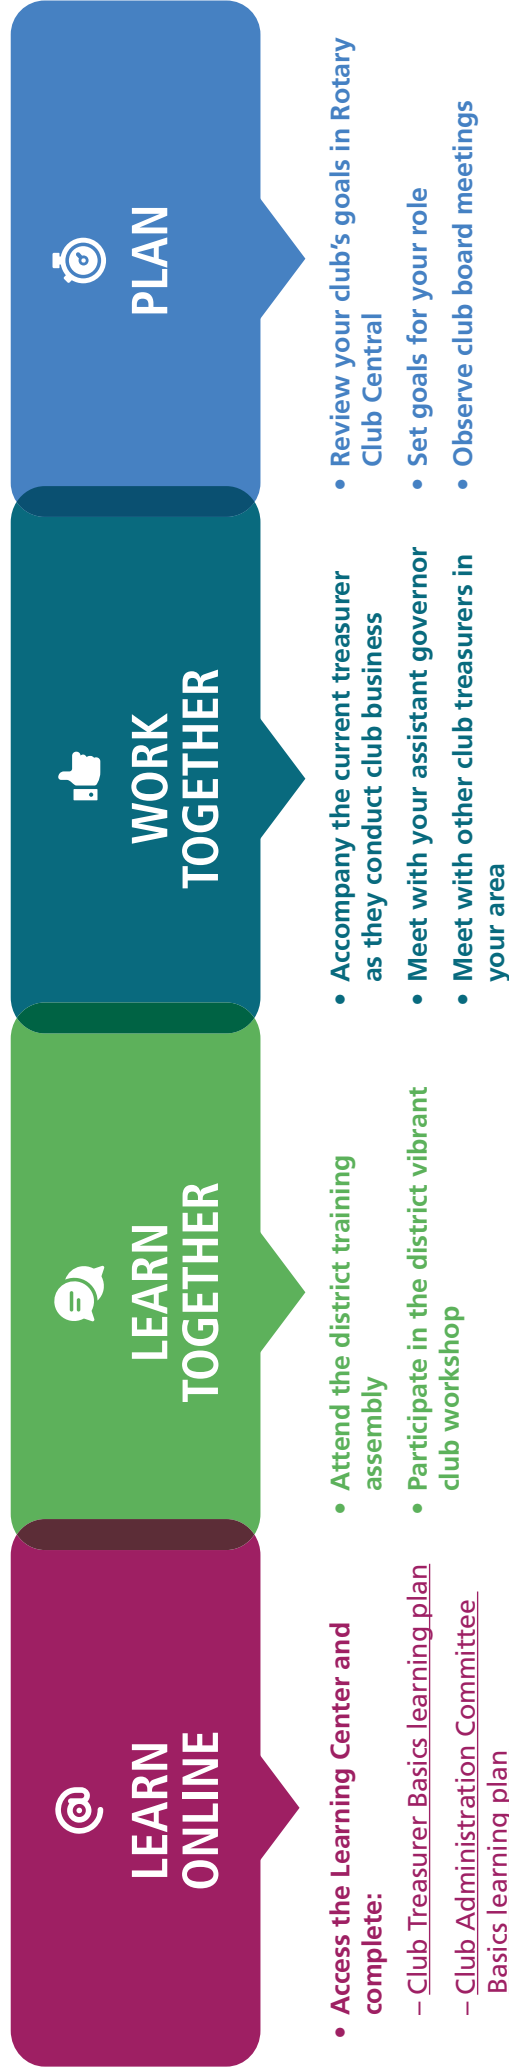 LEARN
ONLINE
• Access the Learning Center and
complete:
– Club Treasurer Basics learning plan
– Club Administration Committee
Basics learning plan
LEARN
TOGETHER
• Attend the district training
assembly
• Participate in the district vibrant
club workshop
WORK
TOGETHER
• Accompany the current treasurer
as they conduct club business
• Meet with your assistant governor
• Meet with other club treasurers in
your area
PLAN
• Review your club’s goals in Rotary
Club Central
• Set goals for your role
• Observe club board meetings